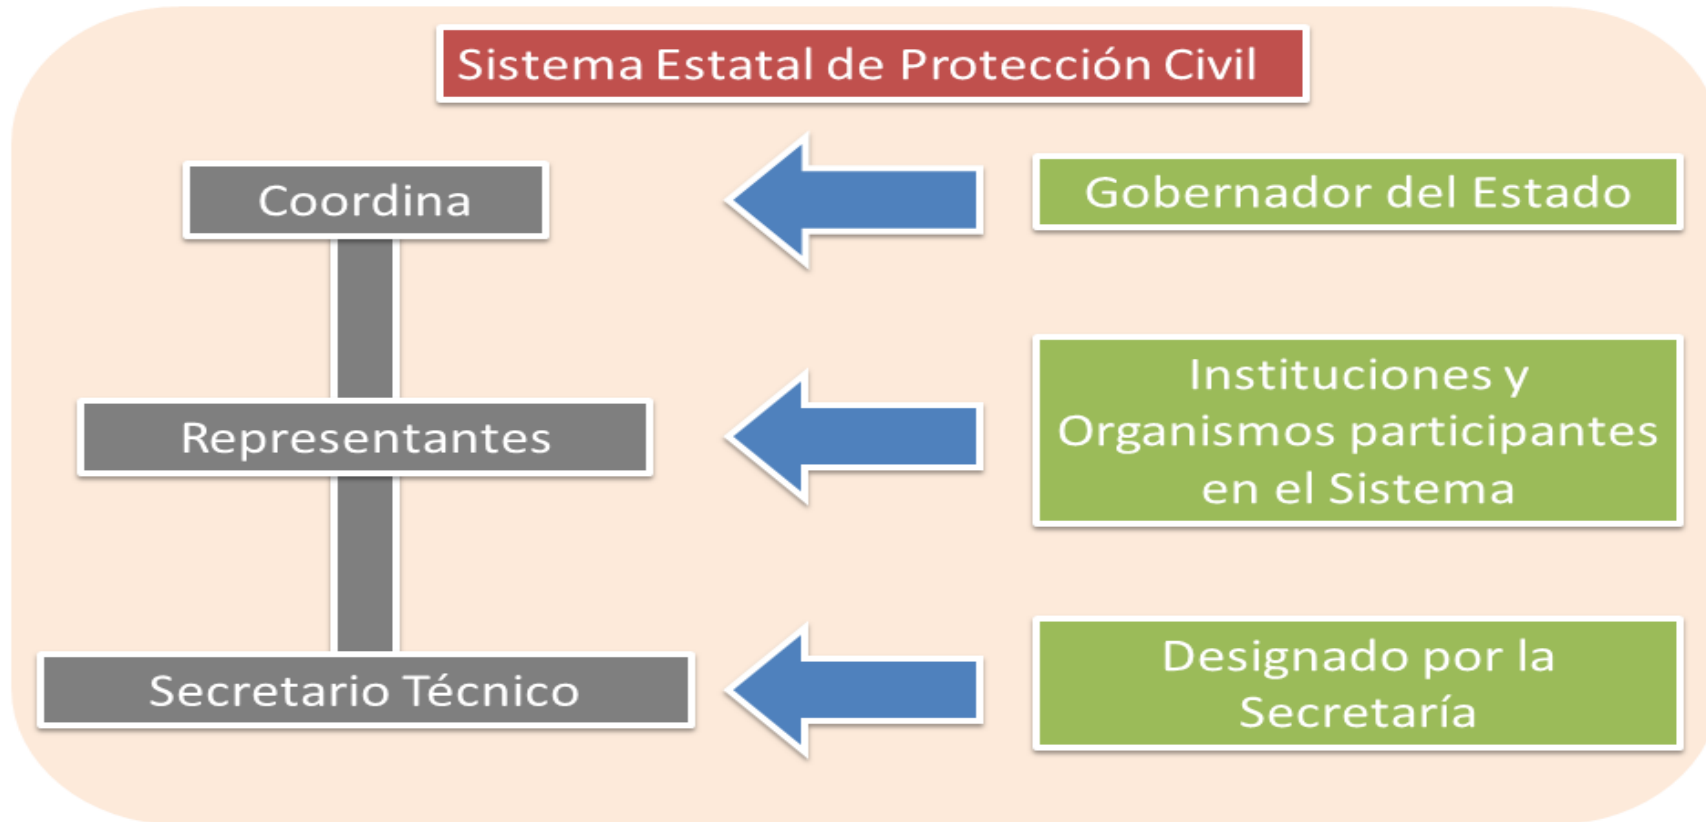 Sistema Estatal de Protección Civil
Coordina
Gobernador del Estado
Representantes
Instituciones y
Organismos participantes
en el Sistema
Secretario Técnico
Designado por la
Secretaría